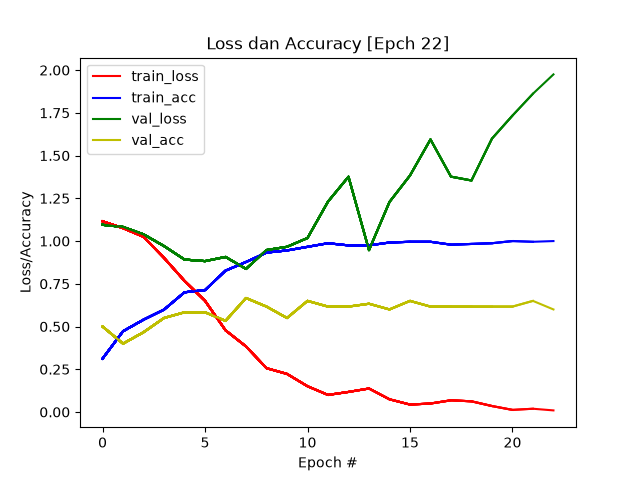 Loss dan Accuracy [Epch 22]
train_loss
train_acc
val_loss
val_acc
Loss/Accuracy
2.00
1.75
1.50
1.25
1.00
0.75
0.50
0.25
0.00
0
5
10
15
20
Epoch #